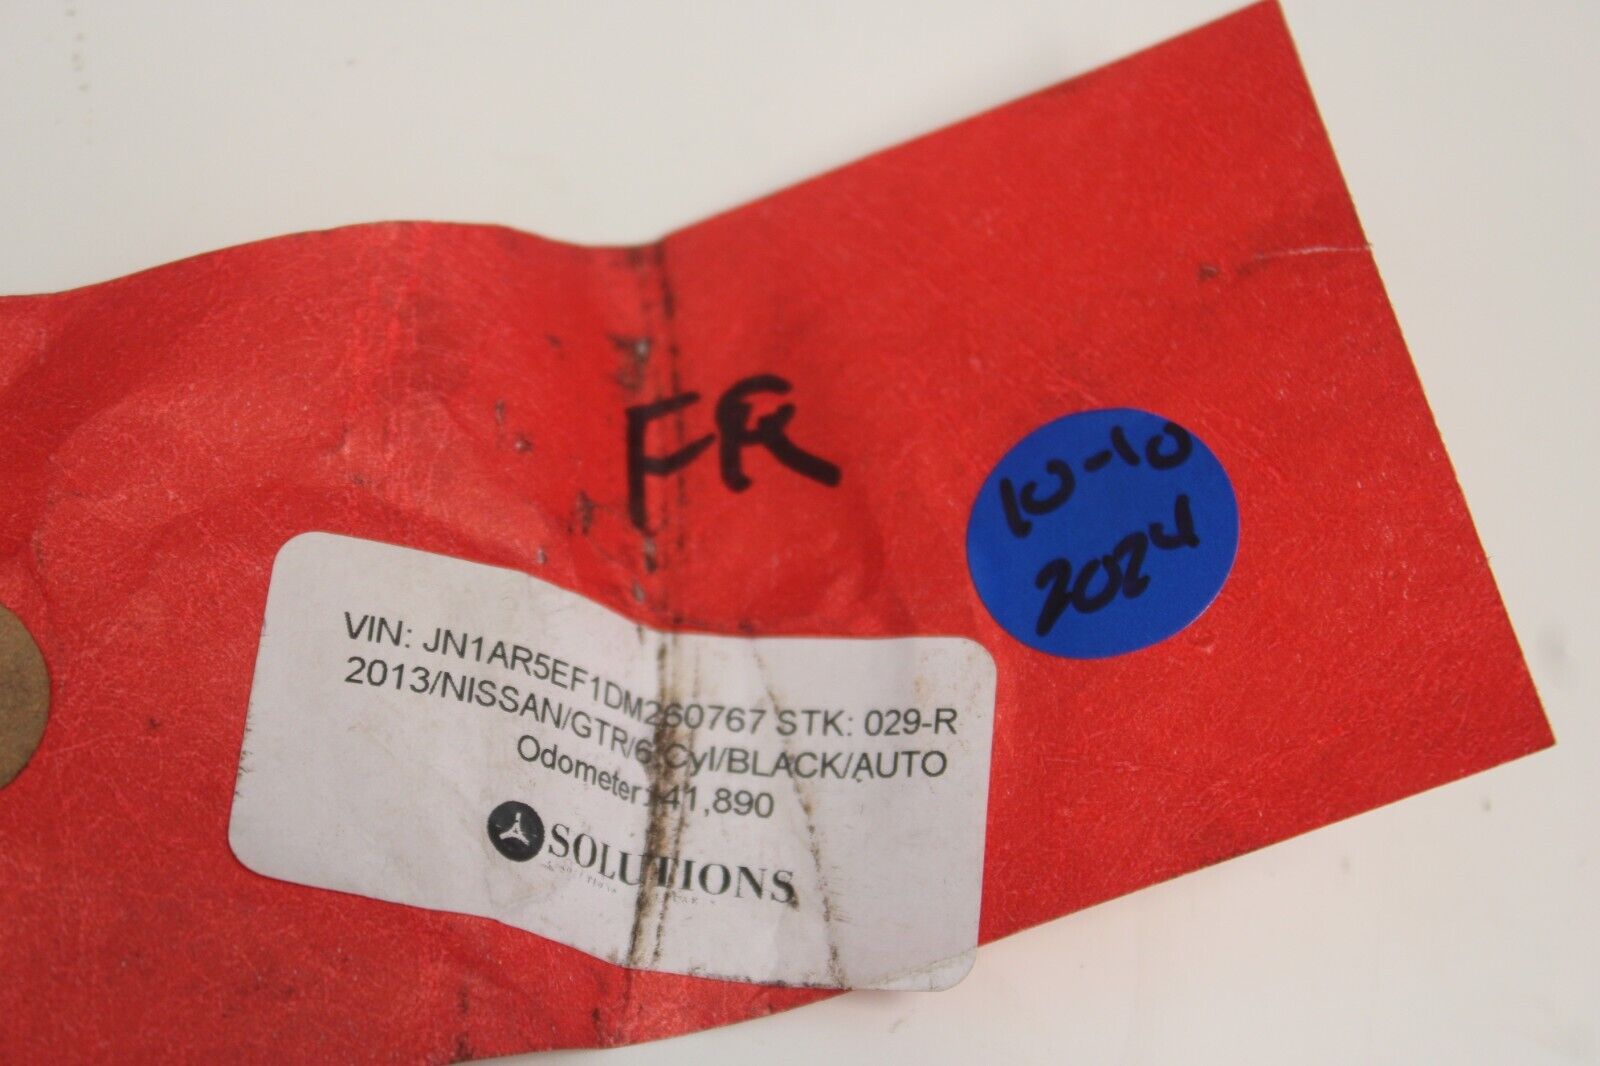 FR
10-10
2024
VIN: JN1AR5EF1DM260767 STK: 029-R
2013/NISSAN/GTR/6 Cyl/BLACK/AUTO
Odometer: 41,890
SOLUTIONS